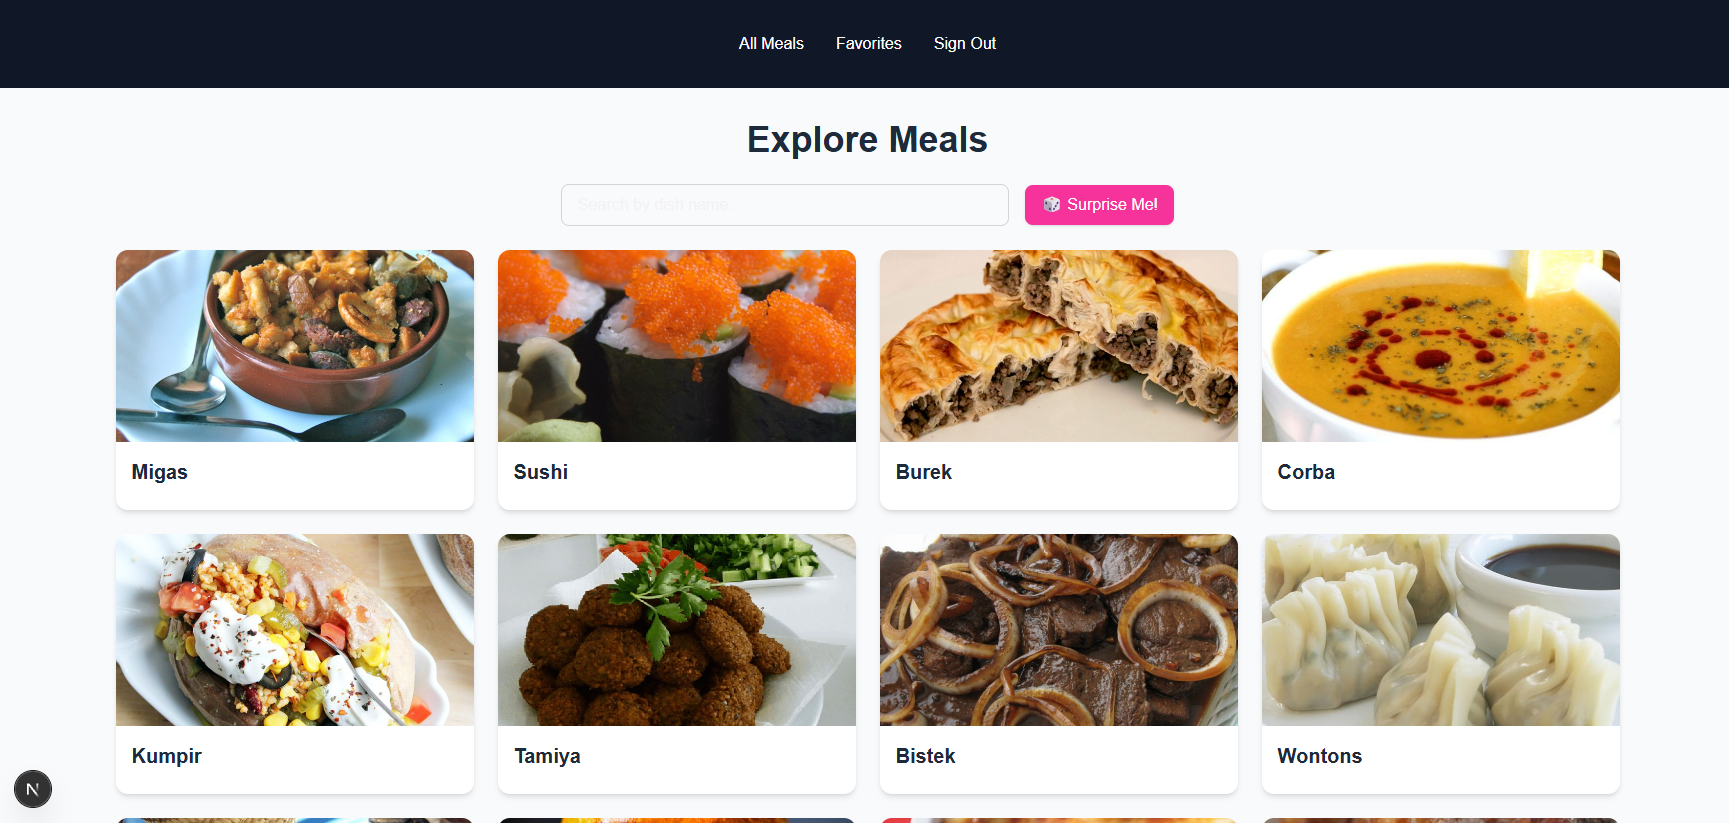 All Meals Favorites Sign Out
Explore Meals
Search by dish name...
🎲 Surprise Me!
Migas
Sushi
Burek
Corba
Kumpir
Tamiya
Bistek
Wontons
N